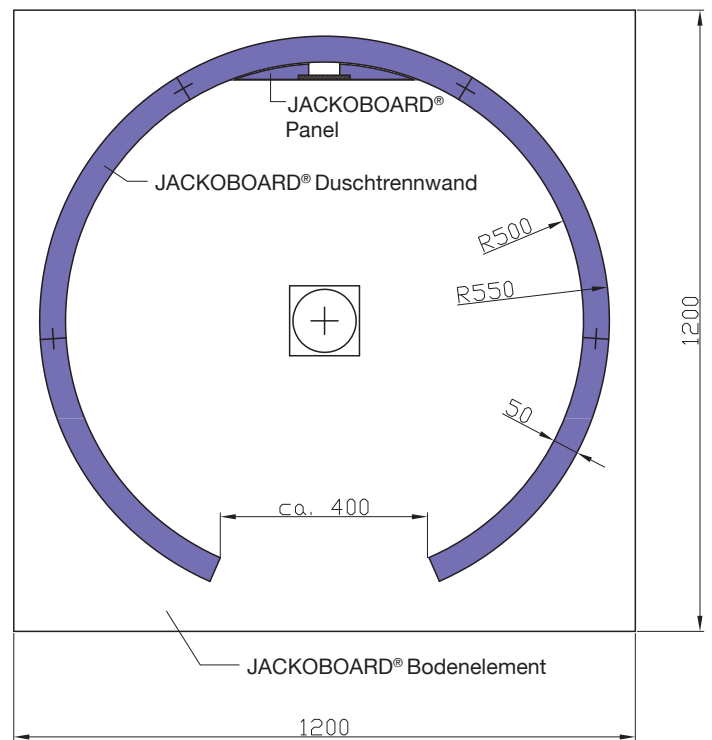 JACKOBOARD® 
Panel
JACKOBOARD® Duschtrennwand
R500
R550
1200
50
ca. 400
JACKOBOARD® Bodenelement
1200